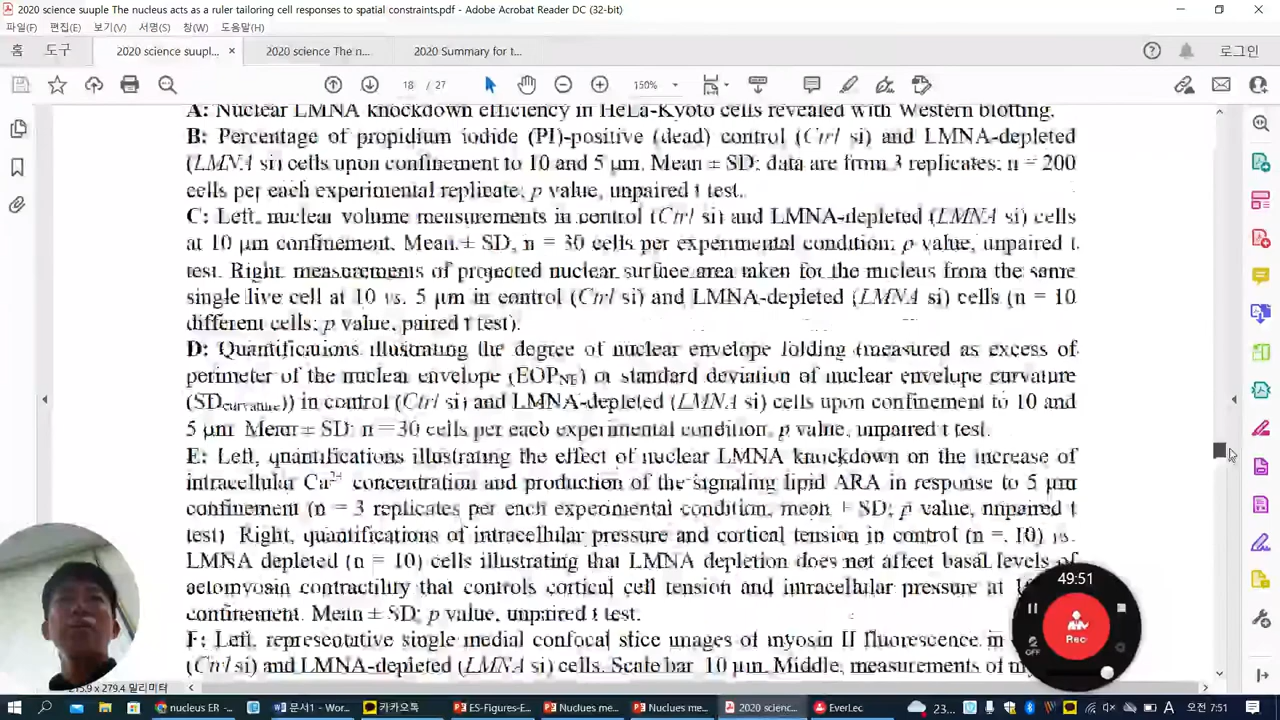 2020 science suuple The nucleus acts as a ruler tailoring cell responses to spatial constraints.pdf - Adobe Acrobat Reader DC (32-bit)
파일(F) 편집(E) 보기(V) 서명(S) 창(W) 도움말(H)
홈 도구 2020 science suupl... × 2020 science The n... 2020 Summary for t... 로그인
18 / 27 150%
A: Nuclear LMNA knockdown efficiency in HeLa-Kyoto cells revealed with Western blotting.
B: Percentage of propidium iodide (PI)-positive (dead) control (Ctrl si) and LMNA-depleted
(LMNA si) cells upon confinement to 10 and 5 µm. Mean ± SD; data are from 3 replicates; n = 200
cells per each experimental replicate, p value, unpaired t test.
C: Left, nuclear volume measurements in control (Ctrl si) and LMNA-depleted (LMNA si) cells
at 10 µm confinement. Mean ± SD, n = 30 cells per experimental condition; p value, unpaired t
test. Right, measurements of projected nuclear surface area taken for the nucleus from the same
single live cell at 10 vs. 5 µm in control (Ctrl si) and LMNA-depleted (LMNA si) cells (n = 10
different cells; p value, paired t test).
D: Quantifications illustrating the degree of nuclear envelope folding (measured as excess of
perimeter of the nuclear envelope (EOPNE) or standard deviation of nuclear envelope curvature
(SDcurvature)) in control (Ctrl si) and LMNA-depleted (LMNA si) cells upon confinement to 10 and
5 µm. Mean ± SD; n = 30 cells per each experimental condition, p value, unpaired t test.
E: Left, quantifications illustrating the effect of nuclear LMNA knockdown on the increase of
intracellular Ca2+ concentration and production of the signaling lipid ARA in response to 5 µm
confinement (n = 3 replicates per each experimental condition, mean ± SD; p value, unpaired t
test). Right, quantifications of intracellular pressure and cortical tension in control (n = 10) vs.
LMNA depleted (n = 10) cells illustrating that LMNA depletion does not affect basal levels of
actomyosin contractility that controls cortical cell tension and intracellular pressure at
confinement. Mean ± SD; p value, unpaired t test.
F: Left, representative single medial confocal slice images of myosin II fluorescence in
(Ctrl si) and LMNA-depleted (LMNA si) cells. Scale bar 10 µm. Middle, measurements of
49:51
Rec
OFF
215.9 x 279.4 밀리미터
nucleus ER - 문서1 - Wor... 카카오톡 ES-Figures-E... Nuclues me... Nuclues me... 2020 scienc... EverLec 23... A 오전 7:51